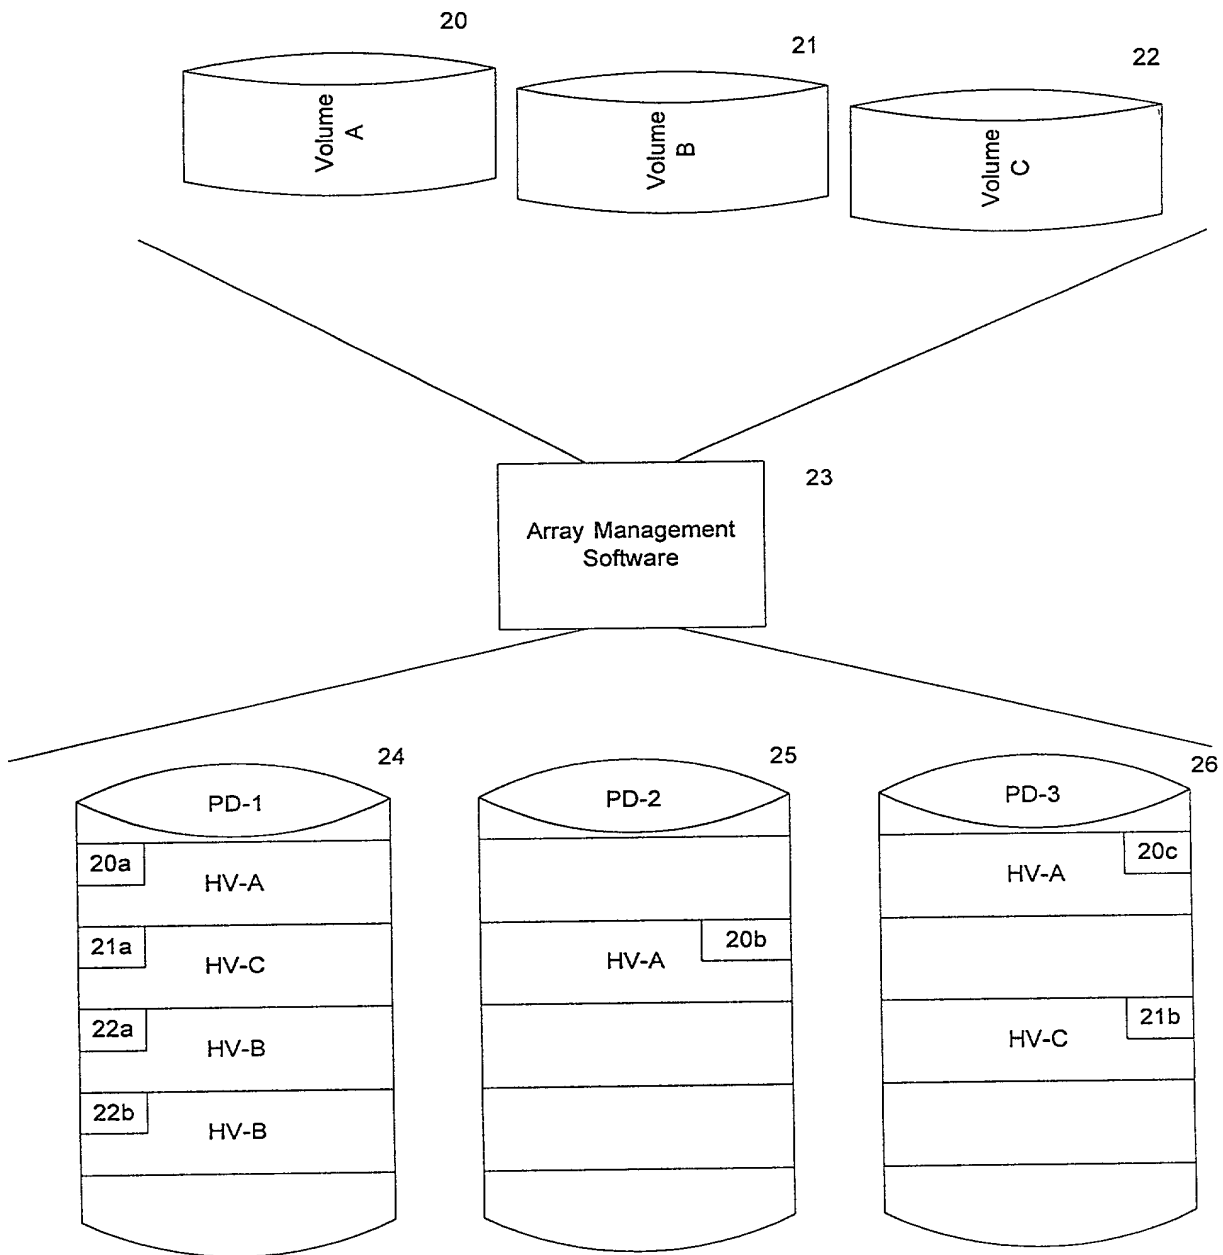 20
21
22
Volume
A
Volume
B
Volume
C
23
Array Management
Software
24
25
26
PD-1
PD-2
PD-3
20a
HV-A
21a
HV-C
22a
HV-B
22b
HV-B
20b
HV-A
20c
HV-A
21b
HV-C